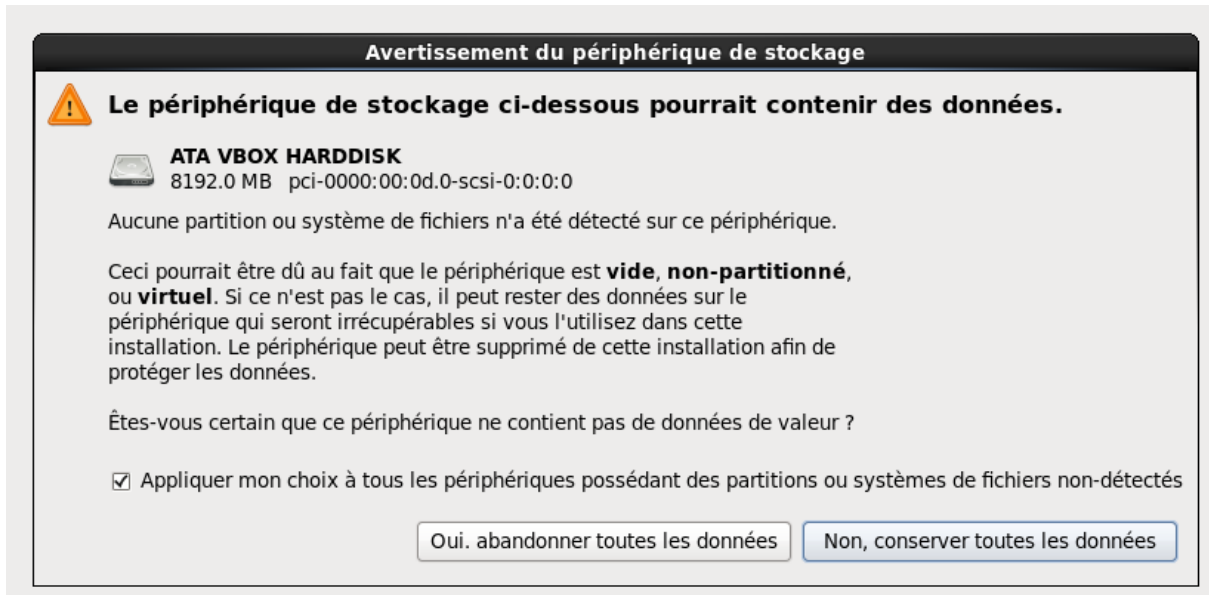 Avertissement du périphérique de stockage
Le périphérique de stockage ci-dessous pourrait contenir des données.
ATA VBOX HARDDISK
8192.0 MB pci-0000:00:0d.0-scsi-0:0:0:0
Aucune partition ou système de fichiers n'a été détecté sur ce périphérique.
Ceci pourrait être dû au fait que le périphérique est vide, non-partitionné,
ou virtuel. Si ce n'est pas le cas, il peut rester des données sur le
périphérique qui seront irrécupérables si vous l'utilisez dans cette
installation. Le périphérique peut être supprimé de cette installation afin de
protéger les données.
Êtes-vous certain que ce périphérique ne contient pas de données de valeur ?
Appliquer mon choix à tous les périphériques possédant des partitions ou systèmes de fichiers non-détectés
Oui. abandonner toutes les données
Non, conserver toutes les données